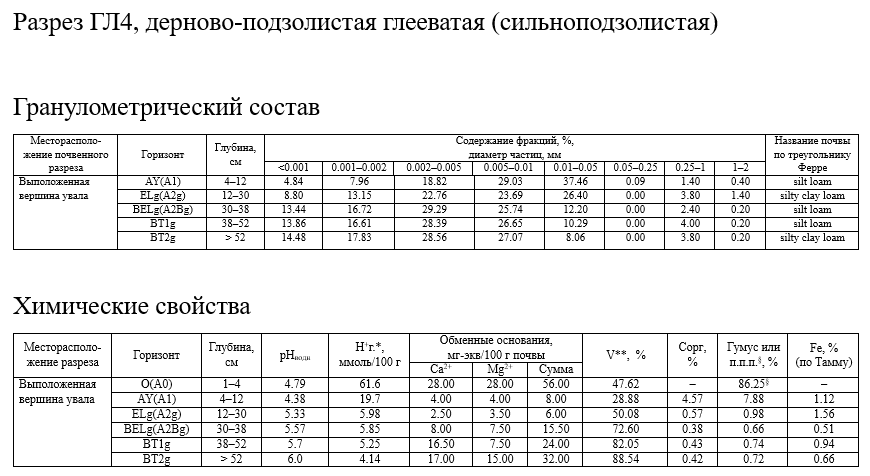 Разрез ГЛ4, дерново-подзолистая глееватая (сильноподзолистая)
Гранулометрический состав
Месторасположение почвенного разреза | Горизонт | Глубина, см | Содержание фракций, %, диаметр частиц, мм | Название почвы по треугольнику Ферре
<0.001 | 0.001–0.002 | 0.002–0.005 | 0.005–0.01 | 0.01–0.05 | 0.05–0.25 | 0.25–1 | 1–2
Выположенная вершина увала | AY(A1) | 4–12 | 4.84 | 7.96 | 18.82 | 29.03 | 37.46 | 0.09 | 1.40 | 0.40 | silt loam
ELg(A2g) | 12–30 | 8.80 | 13.15 | 22.76 | 23.69 | 26.40 | 0.00 | 3.80 | 1.40 | silty clay loam
BELg(A2Bg) | 30–38 | 13.44 | 16.72 | 29.29 | 25.74 | 12.20 | 0.00 | 2.40 | 0.20 | silt loam
BT1g | 38–52 | 13.86 | 16.61 | 28.39 | 26.65 | 10.29 | 0.00 | 4.00 | 0.20 | silt loam
BT2g | > 52 | 14.48 | 17.83 | 28.56 | 27.07 | 8.06 | 0.00 | 3.80 | 0.20 | silty clay loam
Химические свойства
Месторасположение разреза | Горизонт | Глубина, см | pHводн | H⁺г.*, ммоль/100 г | Обменные основания, мг-экв/100 г почвы | V**, % | Сорг, % | Гумус или п.п.п.§, % | Fe, % (по Тамму)
Ca²⁺ | Mg²⁺ | Сумма
Выположенная вершина увала | O(A0) | 1–4 | 4.79 | 61.6 | 28.00 | 28.00 | 56.00 | 47.62 | – | 86.25§ | –
AY(A1) | 4–12 | 4.38 | 19.7 | 4.00 | 4.00 | 8.00 | 28.88 | 4.57 | 7.88 | 1.12
ELg(A2g) | 12–30 | 5.33 | 5.98 | 2.50 | 3.50 | 6.00 | 50.08 | 0.57 | 0.98 | 1.56
BELg(A2Bg) | 30–38 | 5.57 | 5.85 | 8.00 | 7.50 | 15.50 | 72.60 | 0.38 | 0.66 | 0.51
BT1g | 38–52 | 5.7 | 5.25 | 16.50 | 7.50 | 24.00 | 82.05 | 0.43 | 0.74 | 0.94
BT2g | > 52 | 6.0 | 4.14 | 17.00 | 15.00 | 32.00 | 88.54 | 0.42 | 0.72 | 0.66